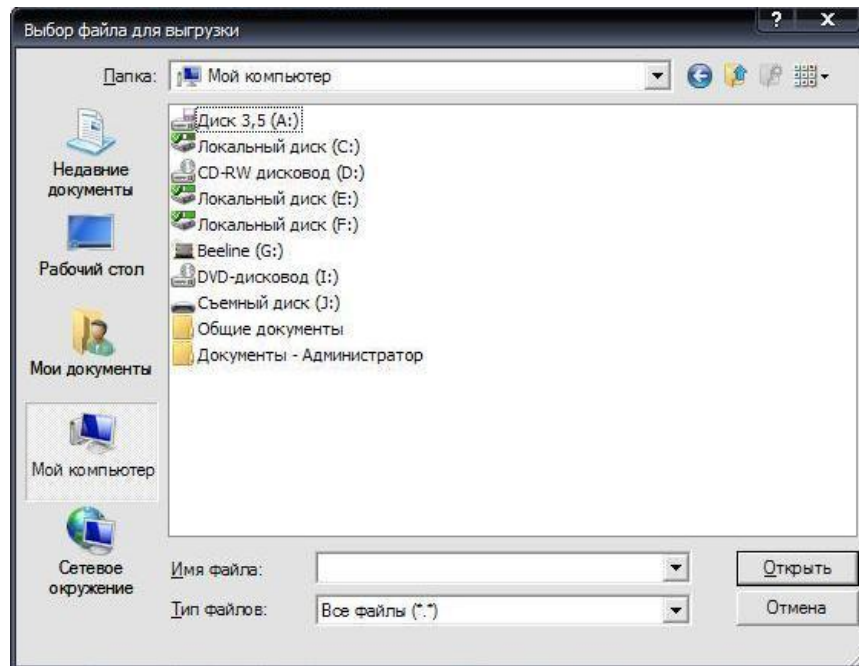 Выбор файла для выгрузки
? X
Папка: Мой компьютер
Диск 3,5 (A:)
Локальный диск (C:)
CD-RW дисковод (D:)
Локальный диск (E:)
Локальный диск (F:)
Beeline (G:)
DVD-дисковод (I:)
Съемный диск (J:)
Общие документы
Документы - Администратор
Недавние
документы
Рабочий стол
Мои документы
Мой компьютер
Сетевое
окружение
Имя файла:
Открыть
Тип файлов: Все файлы (*.*)
Отмена